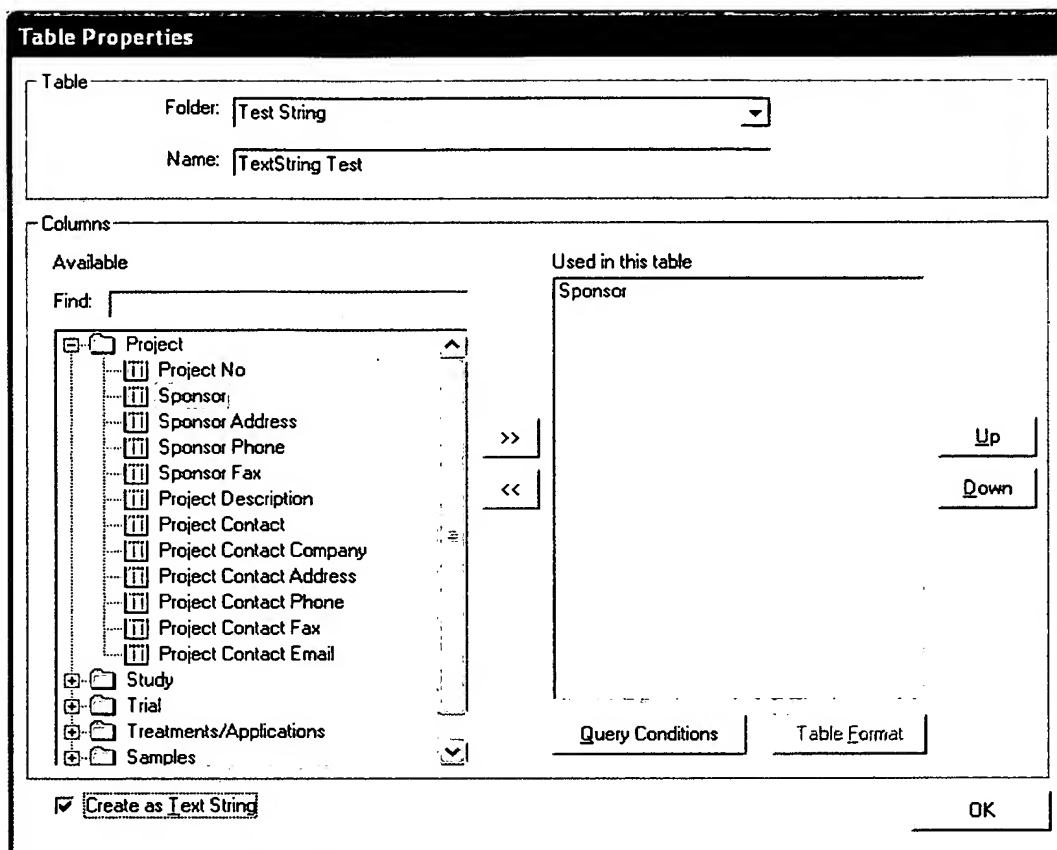 Table Properties
Table
Folder: Test String
Name: TextString Test
Columns
Available
Find:
Project
Project No
Sponsor
Sponsor Address
Sponsor Phone
Sponsor Fax
Project Description
Project Contact
Project Contact Company
Project Contact Address
Project Contact Phone
Project Contact Fax
Project Contact Email
Study
Trial
Treatments/Applications
Samples
>>
<<
Used in this table
Sponsor
Up
Down
Query Conditions
Table Format
Create as Text String
OK